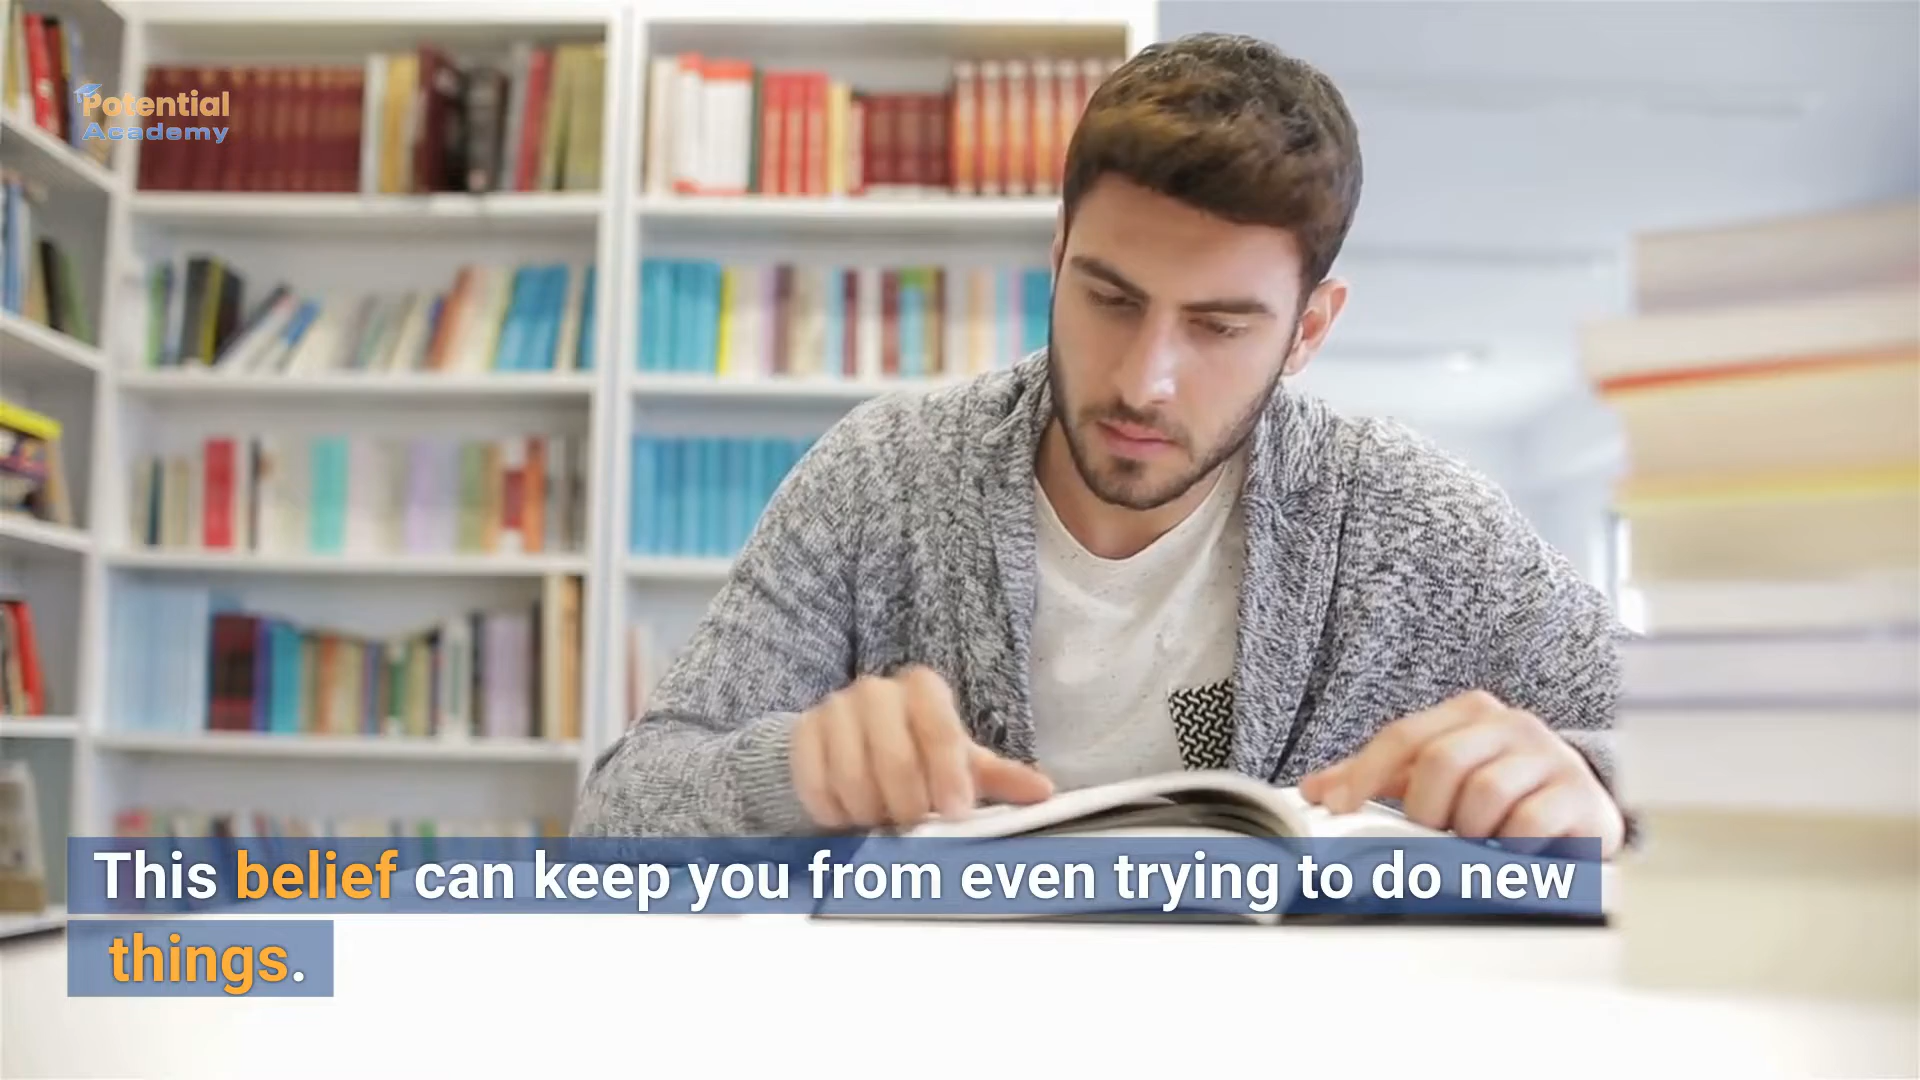 Potential
Academy
This belief can keep you from even trying to do new
things.